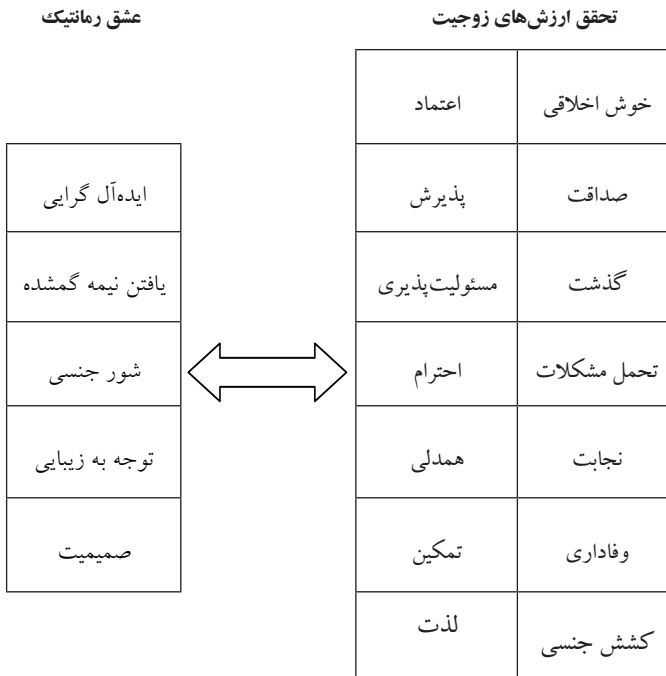 تحقق ارزش‌های زوجیت
عشق رمانتیک
خوش اخلاقی
اعتماد
صداقت
پذیرش
گذشت
مسئولیت‌پذیری
تحمل مشکلات
احترام
نجابت
همدلی
وفاداری
تمکین
کشش جنسی
لذت
ایده‌آل گرایی
یافتن نیمه گمشده
شور جنسی
توجه به زیبایی
صمیمیت